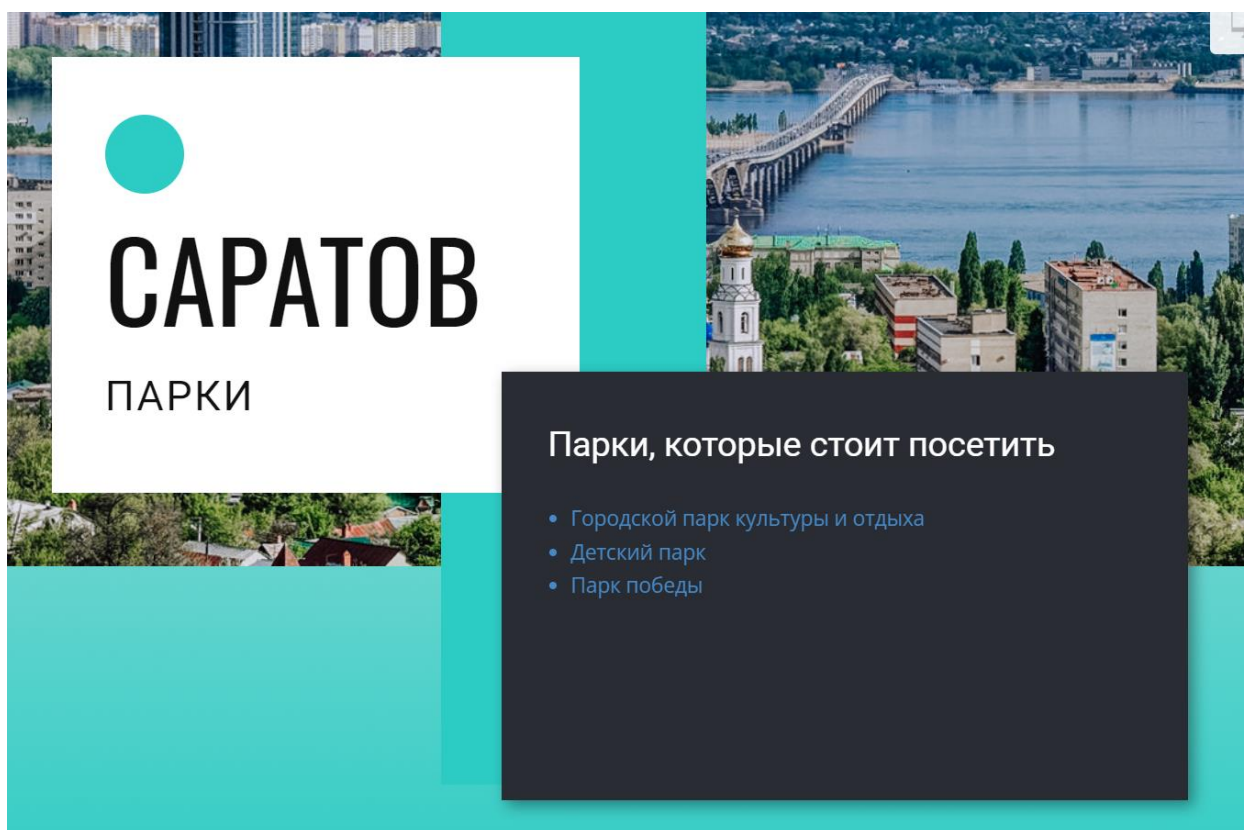 САРАТОВ
ПАРКИ
Парки, которые стоит посетить
Городской парк культуры и отдыха
Детский парк
Парк победы